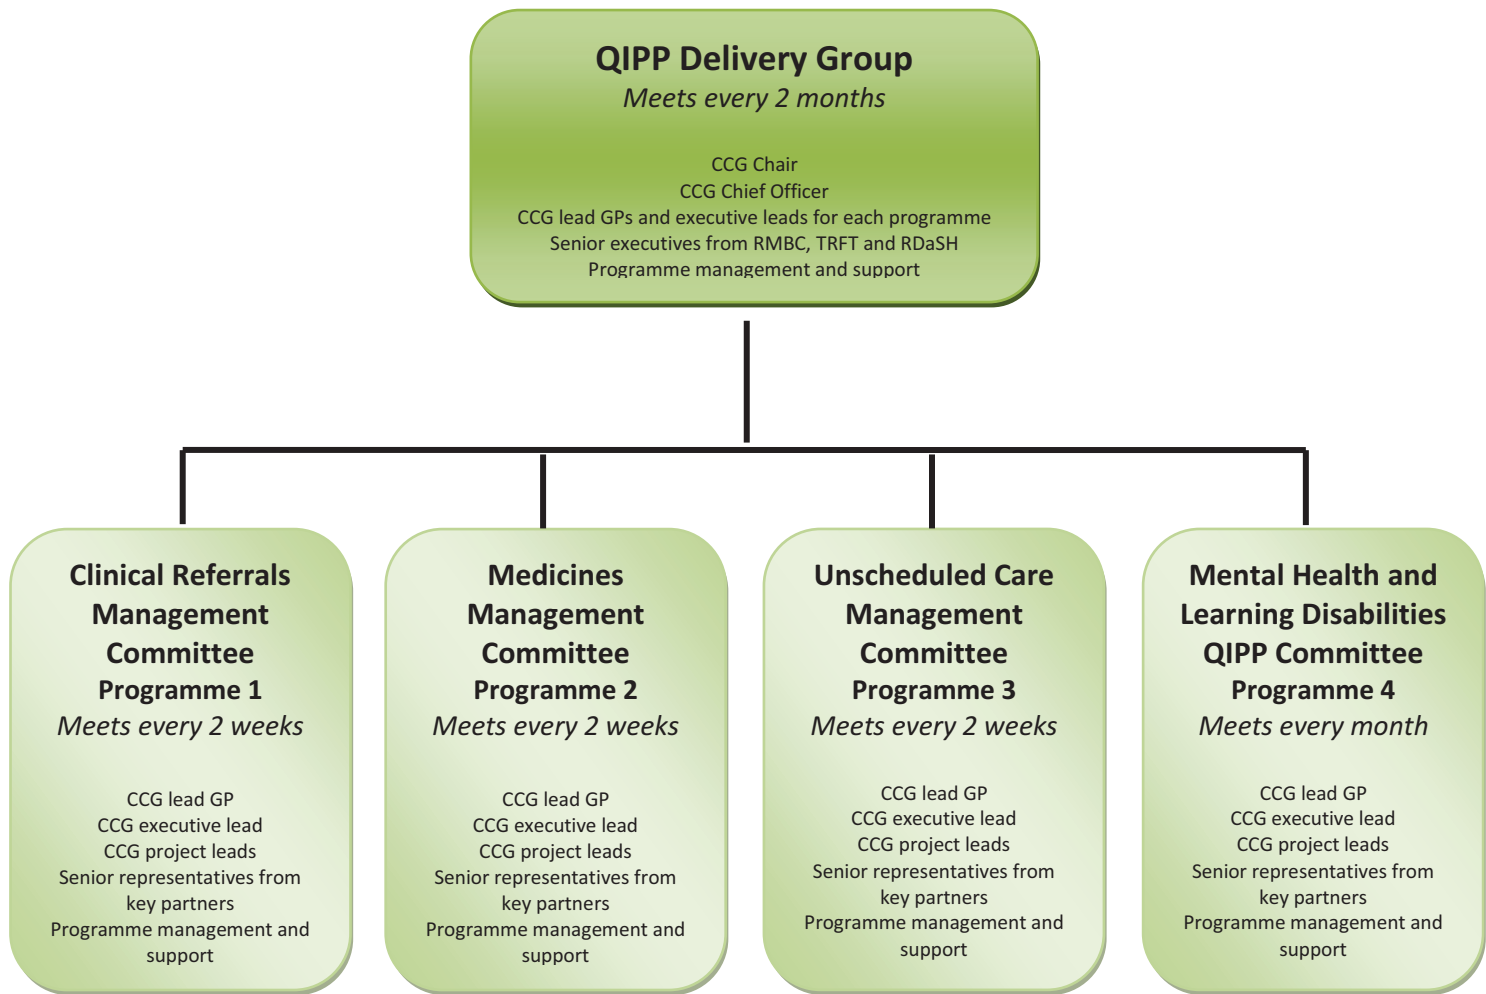 QIPP Delivery Group
Meets every 2 months
CCG Chair
CCG Chief Officer
CCG lead GPs and executive leads for each programme
Senior executives from RMBC, TRFT and RDaSH
Programme management and support
Clinical Referrals
Management
Committee
Programme 1
Meets every 2 weeks
CCG lead GP
CCG executive lead
CCG project leads
Senior representatives from
key partners
Programme management and
support
Medicines
Management
Committee
Programme 2
Meets every 2 weeks
CCG lead GP
CCG executive lead
CCG project leads
Senior representatives from
key partners
Programme management and
support
Unscheduled Care
Management
Committee
Programme 3
Meets every 2 weeks
CCG lead GP
CCG executive lead
CCG project leads
Senior representatives from
key partners
Programme management and
support
Mental Health and
Learning Disabilities
QIPP Committee
Programme 4
Meets every month
CCG lead GP
CCG executive lead
CCG project leads
Senior representatives from
key partners
Programme management and
support